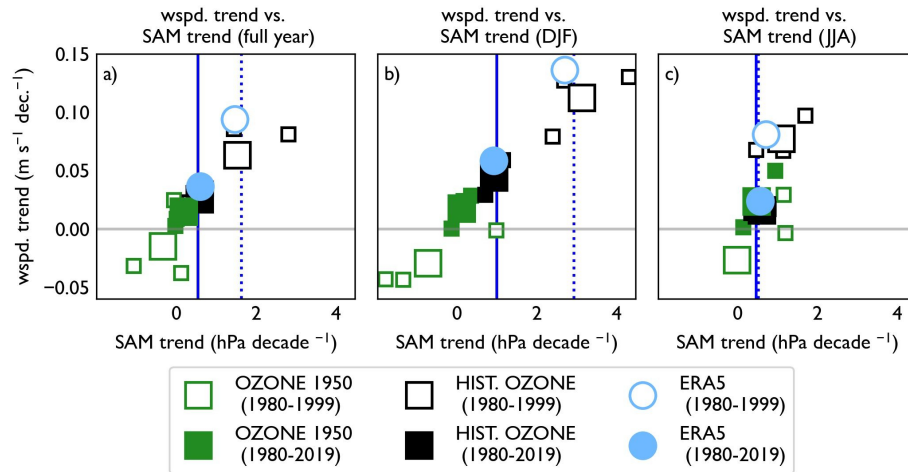 wspd. trend vs.
SAM trend (full year)
wspd. trend vs.
SAM trend (DJF)
wspd. trend vs.
SAM trend (JJA)
wspd. trend (m s⁻¹ dec.⁻¹)
0.15
0.10
0.05
0.00
−0.05
a)
b)
c)
0 2 4
0 2 4
0 2 4
SAM trend (hPa decade ⁻¹)
SAM trend (hPa decade ⁻¹)
SAM trend (hPa decade ⁻¹)
OZONE 1950
(1980-1999)
OZONE 1950
(1980-2019)
HIST. OZONE
(1980-1999)
HIST. OZONE
(1980-2019)
ERA5
(1980-1999)
ERA5
(1980-2019)